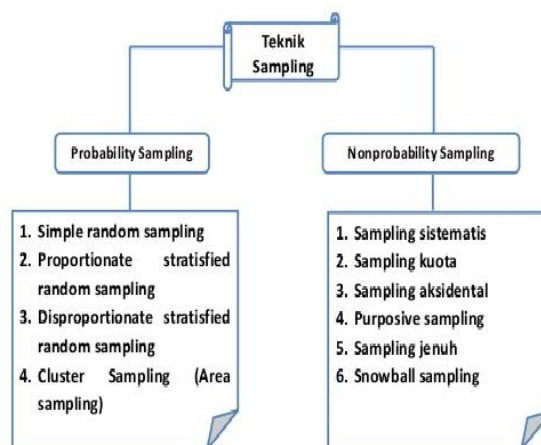 Teknik
Sampling
Probability Sampling
Nonprobability Sampling
1. Simple random sampling
2. Proportionate stratisfied
random sampling
3. Disproportionate stratisfied
random sampling
4. Cluster Sampling (Area
sampling)
1. Sampling sistematis
2. Sampling kuota
3. Sampling aksidental
4. Purposive sampling
5. Sampling jenuh
6. Snowball sampling